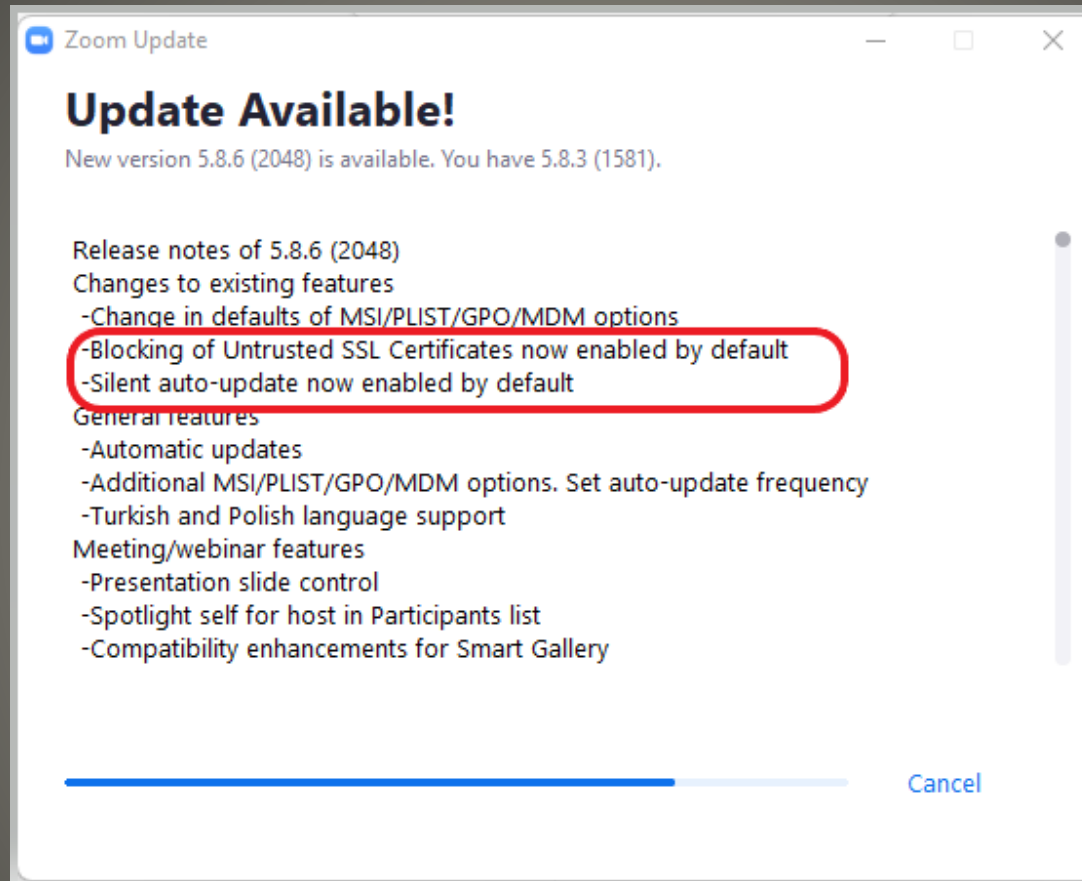 Zoom Update
Update Available!
New version 5.8.6 (2048) is available. You have 5.8.3 (1581).
Release notes of 5.8.6 (2048)
Changes to existing features
-Change in defaults of MSI/PLIST/GPO/MDM options
-Blocking of Untrusted SSL Certificates now enabled by default
-Silent auto-update now enabled by default
General features
-Automatic updates
-Additional MSI/PLIST/GPO/MDM options. Set auto-update frequency
-Turkish and Polish language support
Meeting/webinar features
-Presentation slide control
-Spotlight self for host in Participants list
-Compatibility enhancements for Smart Gallery
Cancel